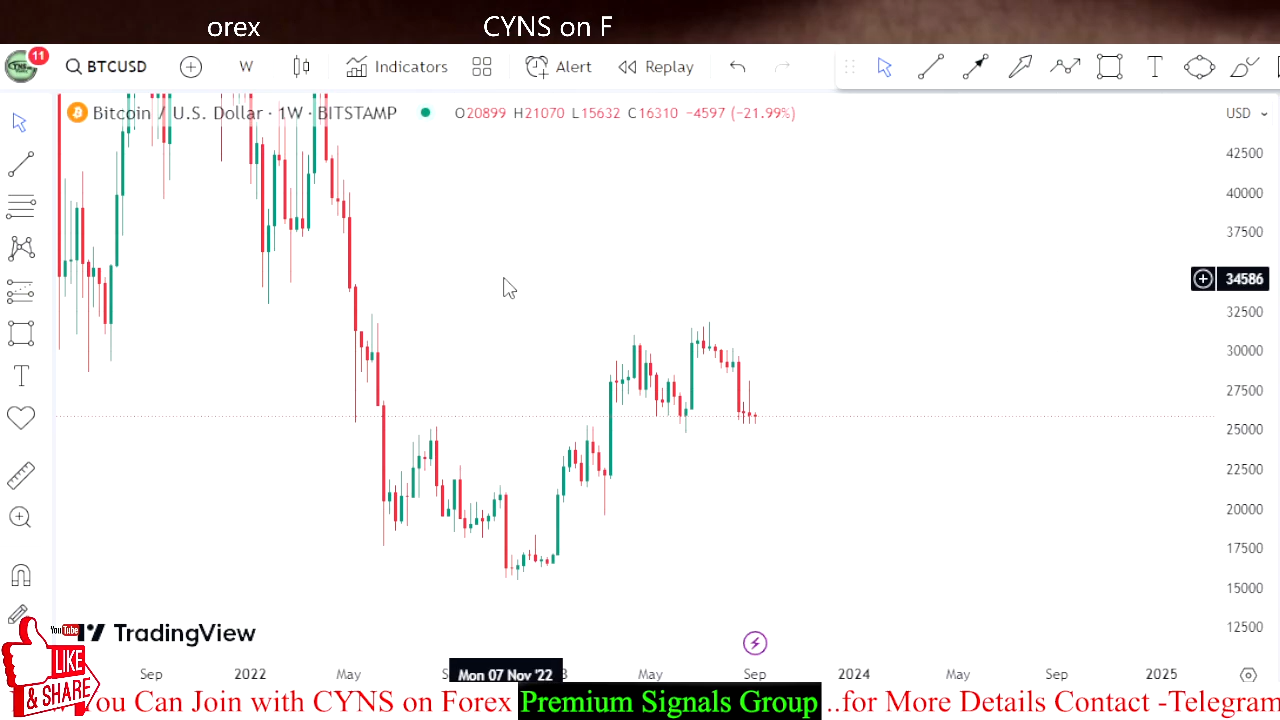 orex CYNS on F
11 BTCUSD W Indicators Alert Replay T
Bitcoin / U.S. Dollar · 1W · BITSTAMP O20899 H21070 L15632 C16310 −4597 (−21.99%) USD
42500
40000
37500
34586
32500
30000
27500
25000
22500
20000
17500
15000
12500
T
TradingView
YouTube
LIKE
& SHARE
Sep 2022 May S Mon 07 Nov '22 3 May Sep 2024 May Sep 2025
you Can Join with CYNS on Forex Premium Signals Group ..for More Details Contact -Telegram